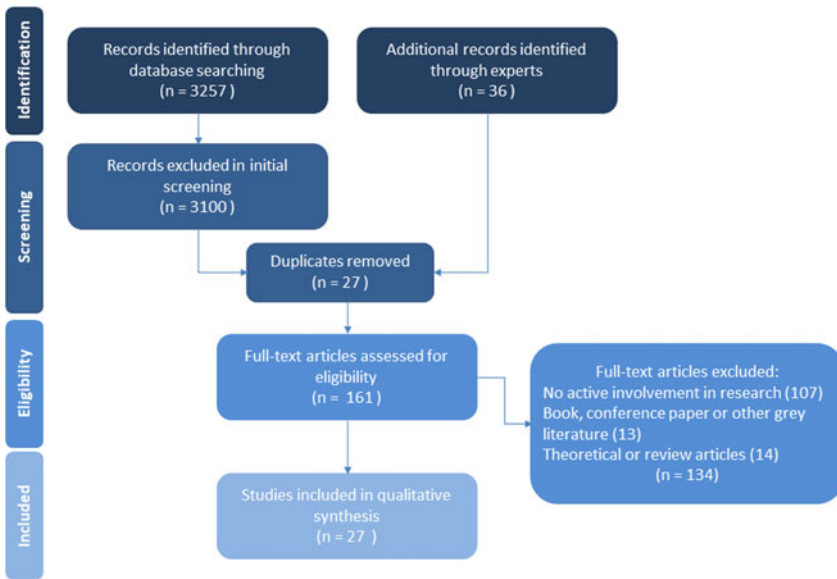 Identification
Records identified through
database searching
(n = 3257 )
Additional records identified
through experts
(n = 36 )
Screening
Records excluded in initial
screening
(n = 3100 )
Duplicates removed
(n = 27 )
Eligibility
Full-text articles assessed for
eligibility
(n =  161 )
Full-text articles excluded:
No active involvement in research (107)
Book, conference paper or other grey
literature (13)
Theoretical or review articles (14)
(n = 134)
Included
Studies included in qualitative
synthesis
(n = 27  )